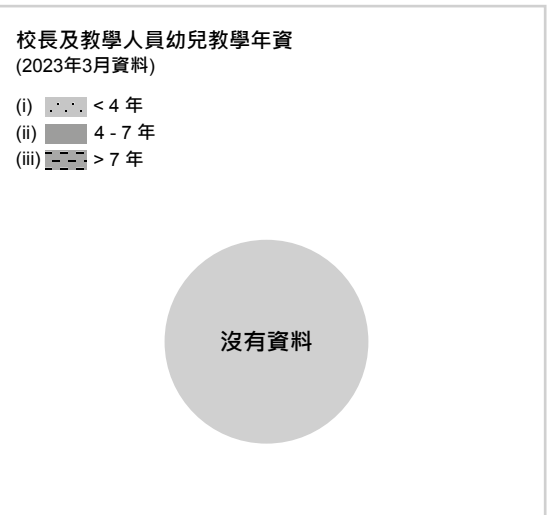 校長及教學人員幼兒教學年資
(2023年3月資料)
(i) < 4 年
(ii) 4 - 7 年
(iii) > 7 年
沒有資料